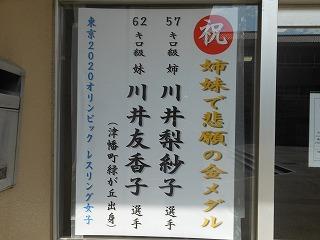 祝
姉妹で悲願の金メダル
57キロ級 姉 川井梨紗子 選手
62キロ級 妹 川井友香子 選手
(津幡町緑が丘出身)
東京2020オリンピック レスリング女子